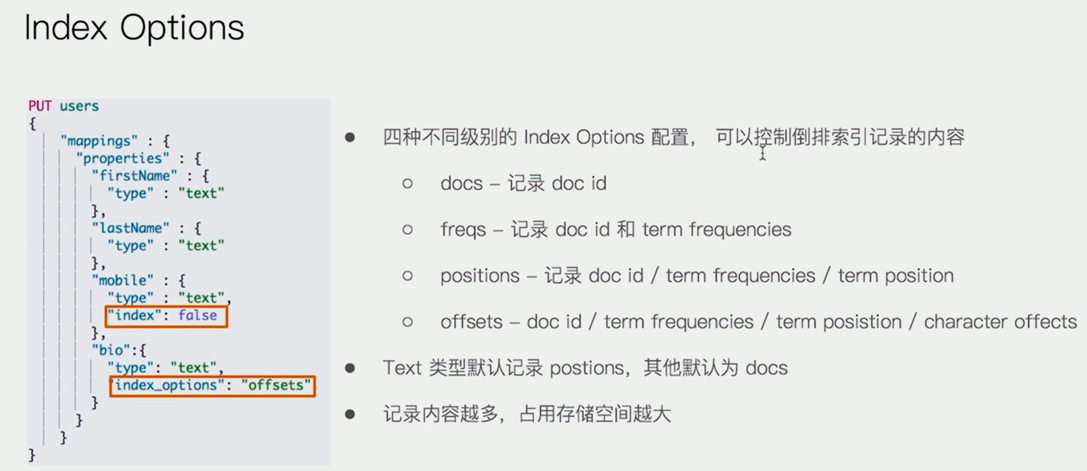 Index Options
PUT users
{
"mappings" : {
"properties" : {
"firstName" : {
"type" : "text"
},
"lastName" : {
"type" : "text"
},
"mobile" : {
"type" : "text",
"index": false
},
"bio":{
"type": "text",
"index_options": "offsets"
}
}
}
}
● 四种不同级别的 Index Options 配置， 可以控制倒排索引记录的内容
○ docs – 记录 doc id
○ freqs – 记录 doc id 和 term frequencies
○ positions – 记录 doc id / term frequencies / term position
○ offsets – doc id / term frequencies / term posistion / character offects
● Text 类型默认记录 postions，其他默认为 docs
● 记录内容越多，占用存储空间越大